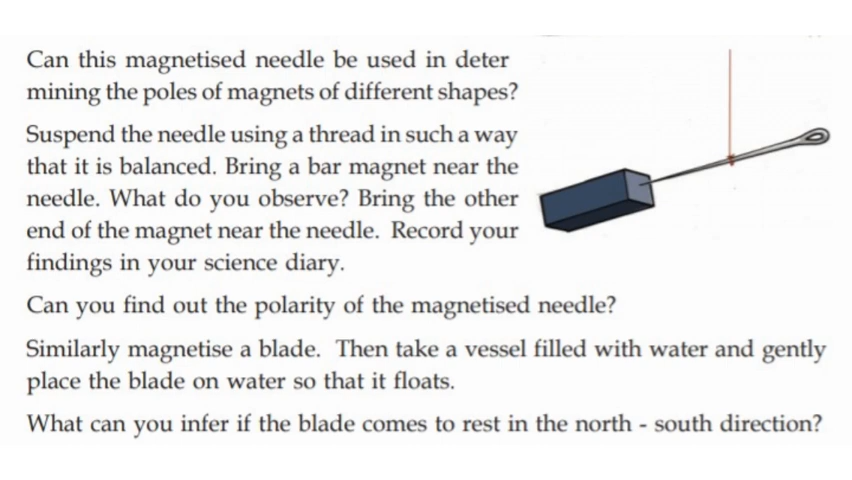 Can this magnetised needle be used in deter
mining the poles of magnets of different shapes?
Suspend the needle using a thread in such a way
that it is balanced. Bring a bar magnet near the
needle. What do you observe? Bring the other
end of the magnet near the needle. Record your
findings in your science diary.
Can you find out the polarity of the magnetised needle?
Similarly magnetise a blade. Then take a vessel filled with water and gently
place the blade on water so that it floats.
What can you infer if the blade comes to rest in the north - south direction?